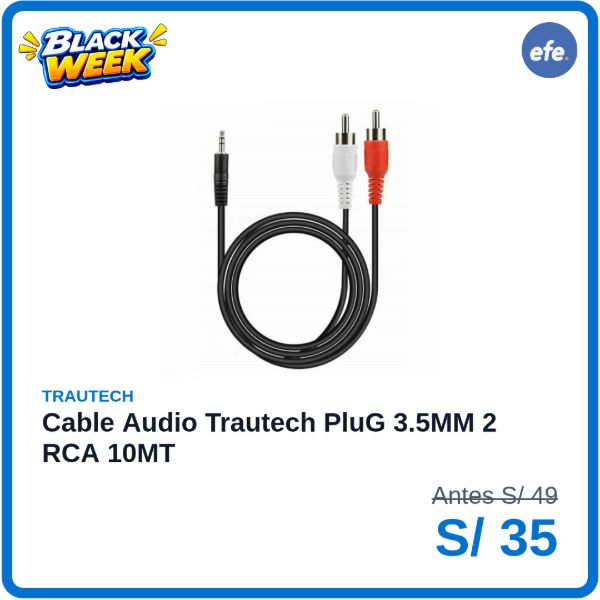 BLACK
WEEK
efe.
TRAUTECH
Cable Audio Trautech PluG 3.5MM 2
RCA 10MT
Antes S/ 49
S/ 35